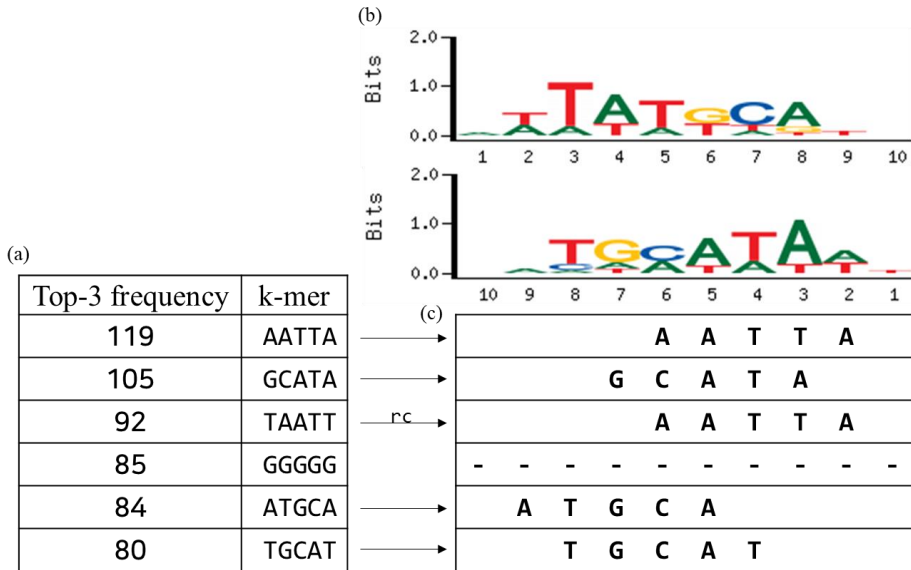 (b)
2.0
Bits
1.0
0.0
TTATGCA
1 2 3 4 5 6 7 8 9 10
2.0
Bits
1.0
0.0
TGCATAA
10 9 8 7 6 5 4 3 2 1
(a)
(c)
Top-3 frequency k-mer
119 AATTA A A T T A
105 GCATA G C A T A
92 TAATT rc A A T T A
85 GGGGG - - - - - - - - - -
84 ATGCA A T G C A
80 TGCAT T G C A T